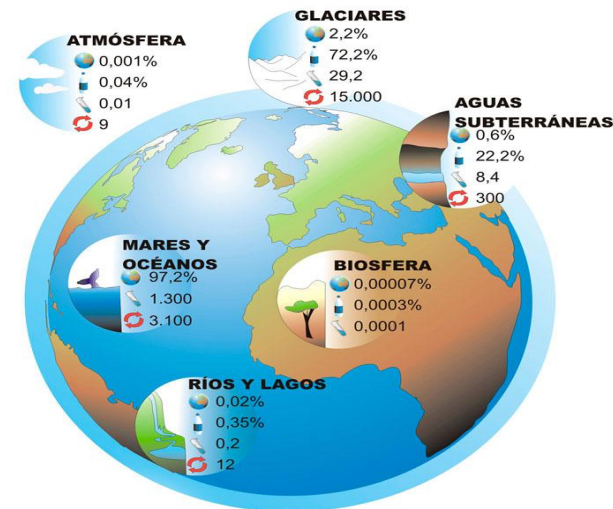 GLACIARES
2,2%
72,2%
29,2
15.000
ATMÓSFERA
0,001%
0,04%
0,01
9
AGUAS
SUBTERRÁNEAS
0,6%
22,2%
8,4
300
MARES Y
OCÉANOS
97,2%
1.300
3.100
BIOSFERA
0,00007%
0,0003%
0,0001
RÍOS Y LAGOS
0,02%
0,35%
0,2
12